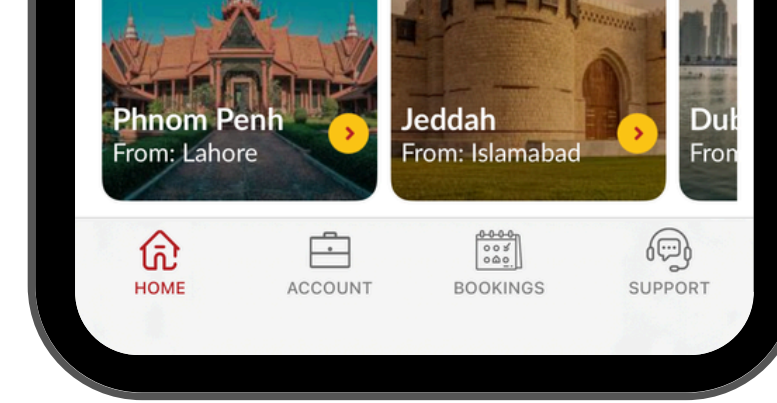 Phnom Penh
From: Lahore
Jeddah
From: Islamabad
HOME
ACCOUNT
BOOKINGS
SUPPORT